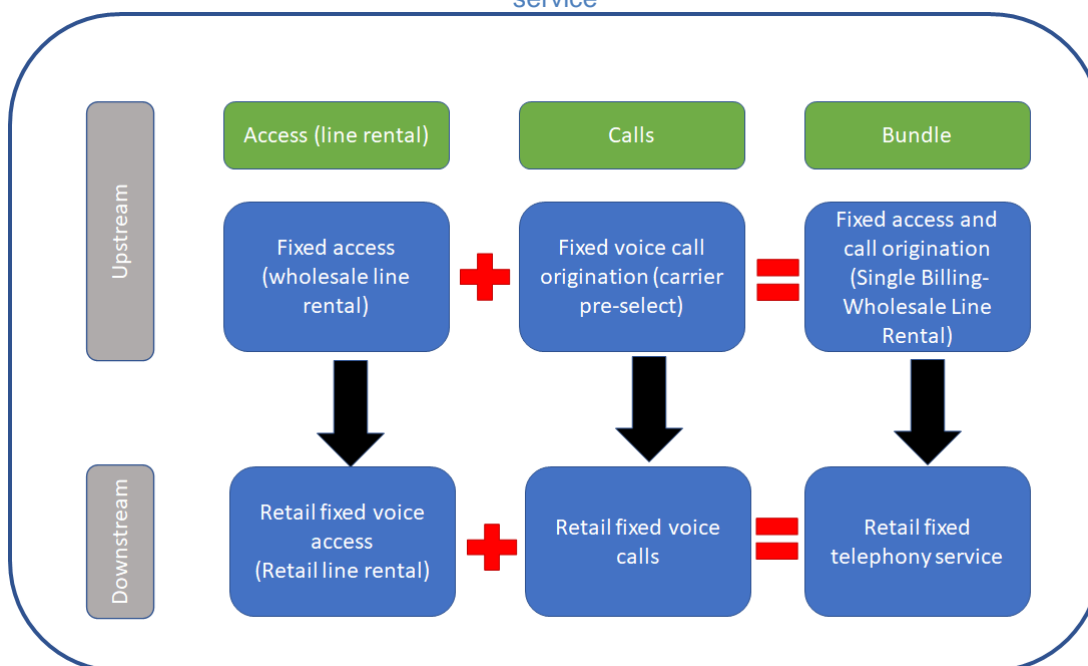 service
Upstream
Access (line rental)
Calls
Bundle
Fixed access
(wholesale line
rental)
Fixed voice call
origination (carrier
pre-select)
Fixed access and
call origination
(Single Billing-
Wholesale Line
Rental)
Downstream
Retail fixed voice
access
(Retail line rental)
Retail fixed voice
calls
Retail fixed
telephony service